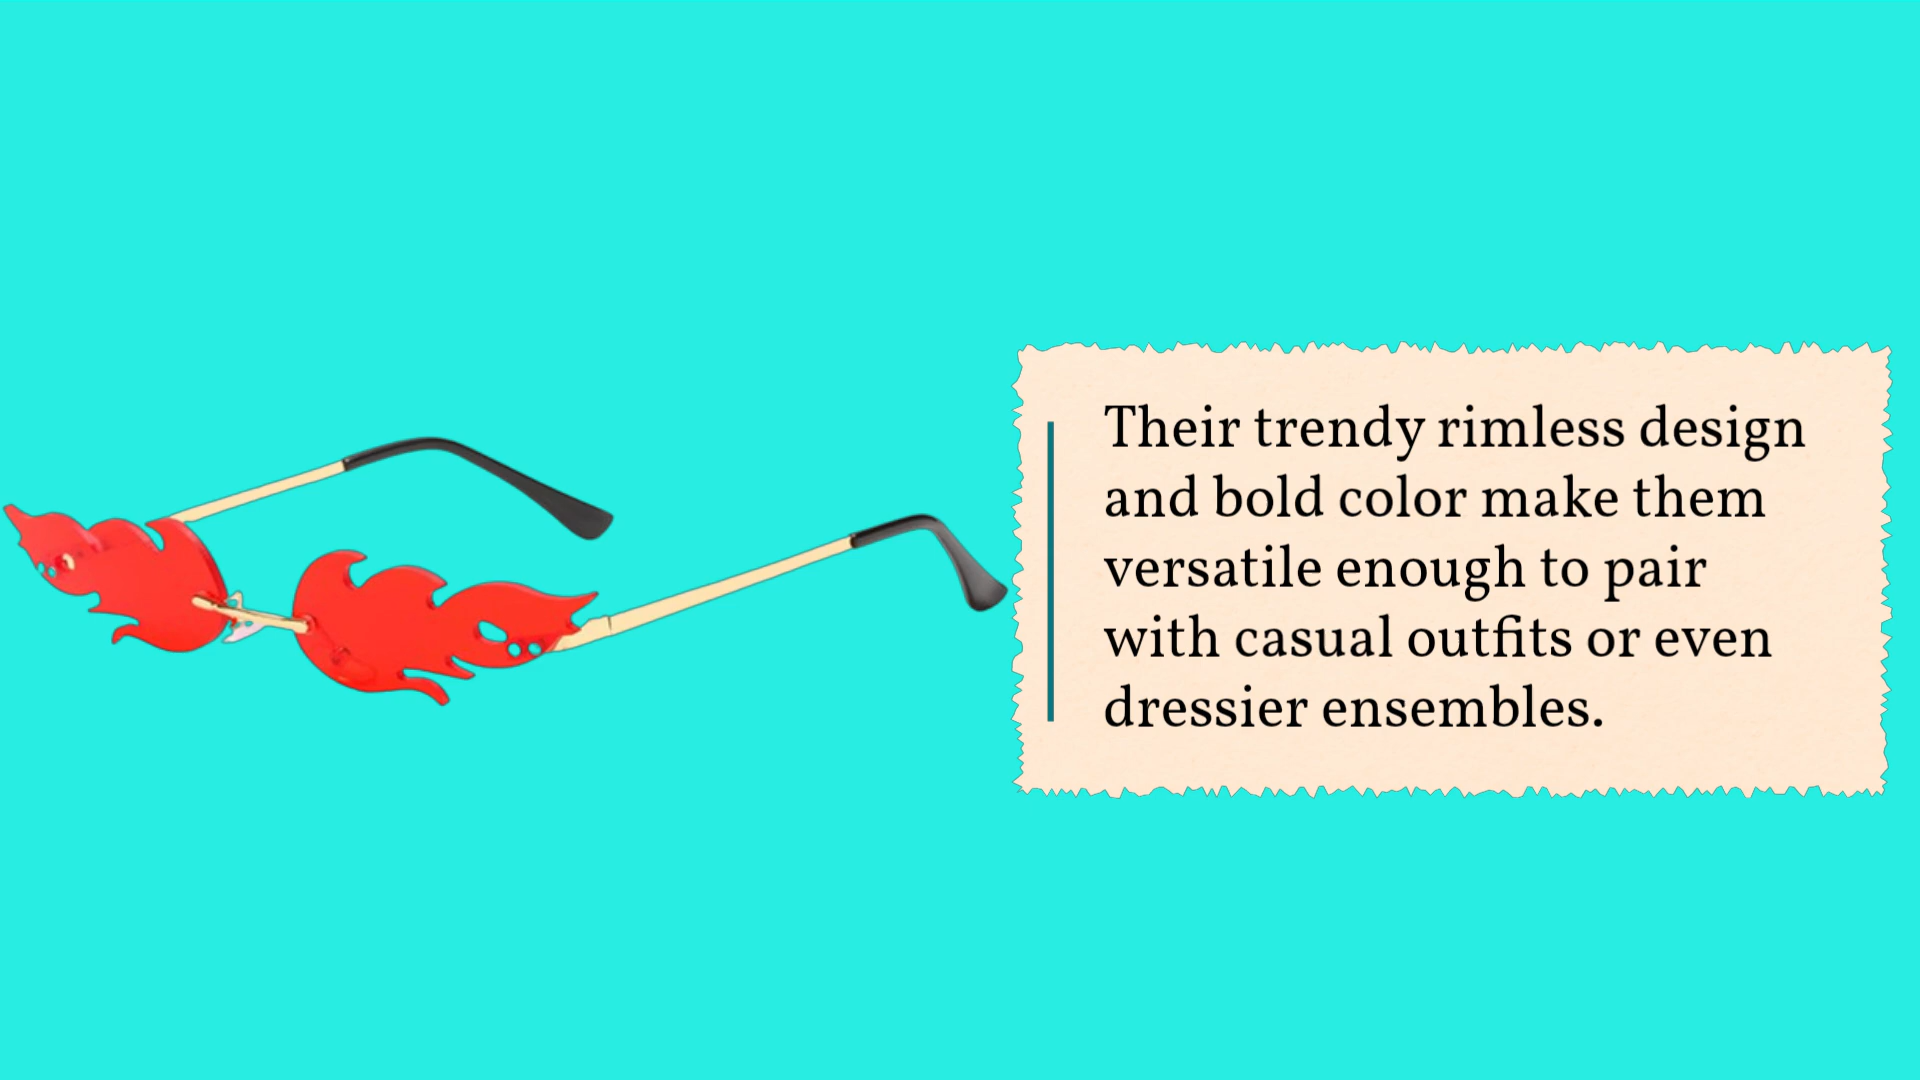 Their trendy rimless design
and bold color make them
versatile enough to pair
with casual outfits or even
dressier ensembles.